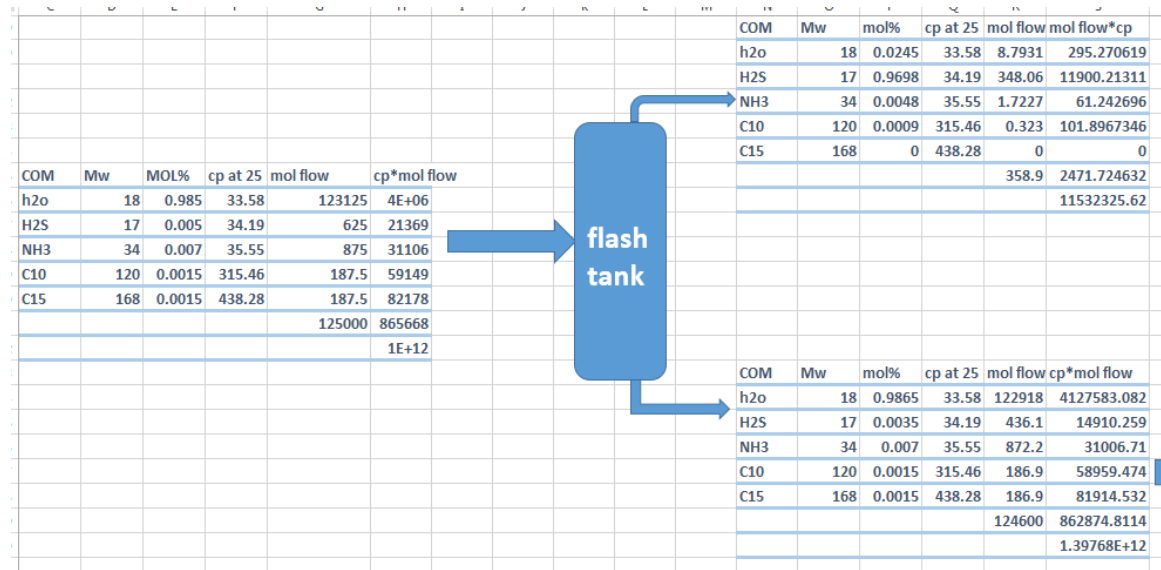 COM Mw mol% cp at 25 mol flow mol flow*cp
h2o 18 0.0245 33.58 8.7931 295.270619
H2S 17 0.9698 34.19 348.06 11900.21311
NH3 34 0.0048 35.55 1.7227 61.242696
C10 120 0.0009 315.46 0.323 101.8967346
C15 168 0 438.28 0 0
358.9 2471.724632
11532325.62
COM Mw MOL% cp at 25 mol flow cp*mol flow
h2o 18 0.985 33.58 123125 4E+06
H2S 17 0.005 34.19 625 21369
NH3 34 0.007 35.55 875 31106
C10 120 0.0015 315.46 187.5 59149
C15 168 0.0015 438.28 187.5 82178
125000 865668
1E+12
flash
tank
COM Mw mol% cp at 25 mol flow cp*mol flow
h2o 18 0.9865 33.58 122918 4127583.082
H2S 17 0.0035 34.19 436.1 14910.259
NH3 34 0.007 35.55 872.2 31006.71
C10 120 0.0015 315.46 186.9 58959.474
C15 168 0.0015 438.28 186.9 81914.532
124600 862874.8114
1.39768E+12